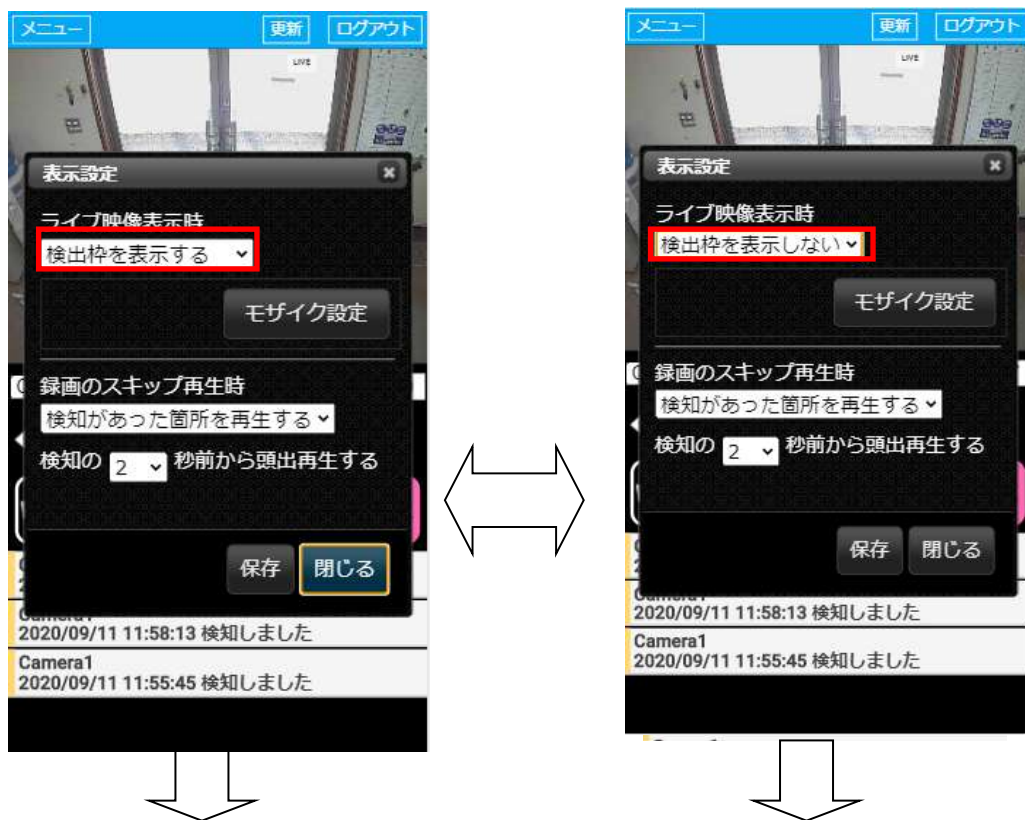 メニュー 更新 ログアウト
LIVE
表示設定
ライブ映像表示時
検出枠を表示する
モザイク設定
録画のスキップ再生時
検知があった箇所を再生する
検知の 2 秒前から頭出再生する
保存 閉じる
2020/09/11 11:58:13 検知しました
Camera1
2020/09/11 11:55:45 検知しました
メニュー 更新 ログアウト
LIVE
表示設定
ライブ映像表示時
検出枠を表示しない
モザイク設定
録画のスキップ再生時
検知があった箇所を再生する
検知の 2 秒前から頭出再生する
保存 閉じる
Camera1
2020/09/11 11:58:13 検知しました
Camera1
2020/09/11 11:55:45 検知しました